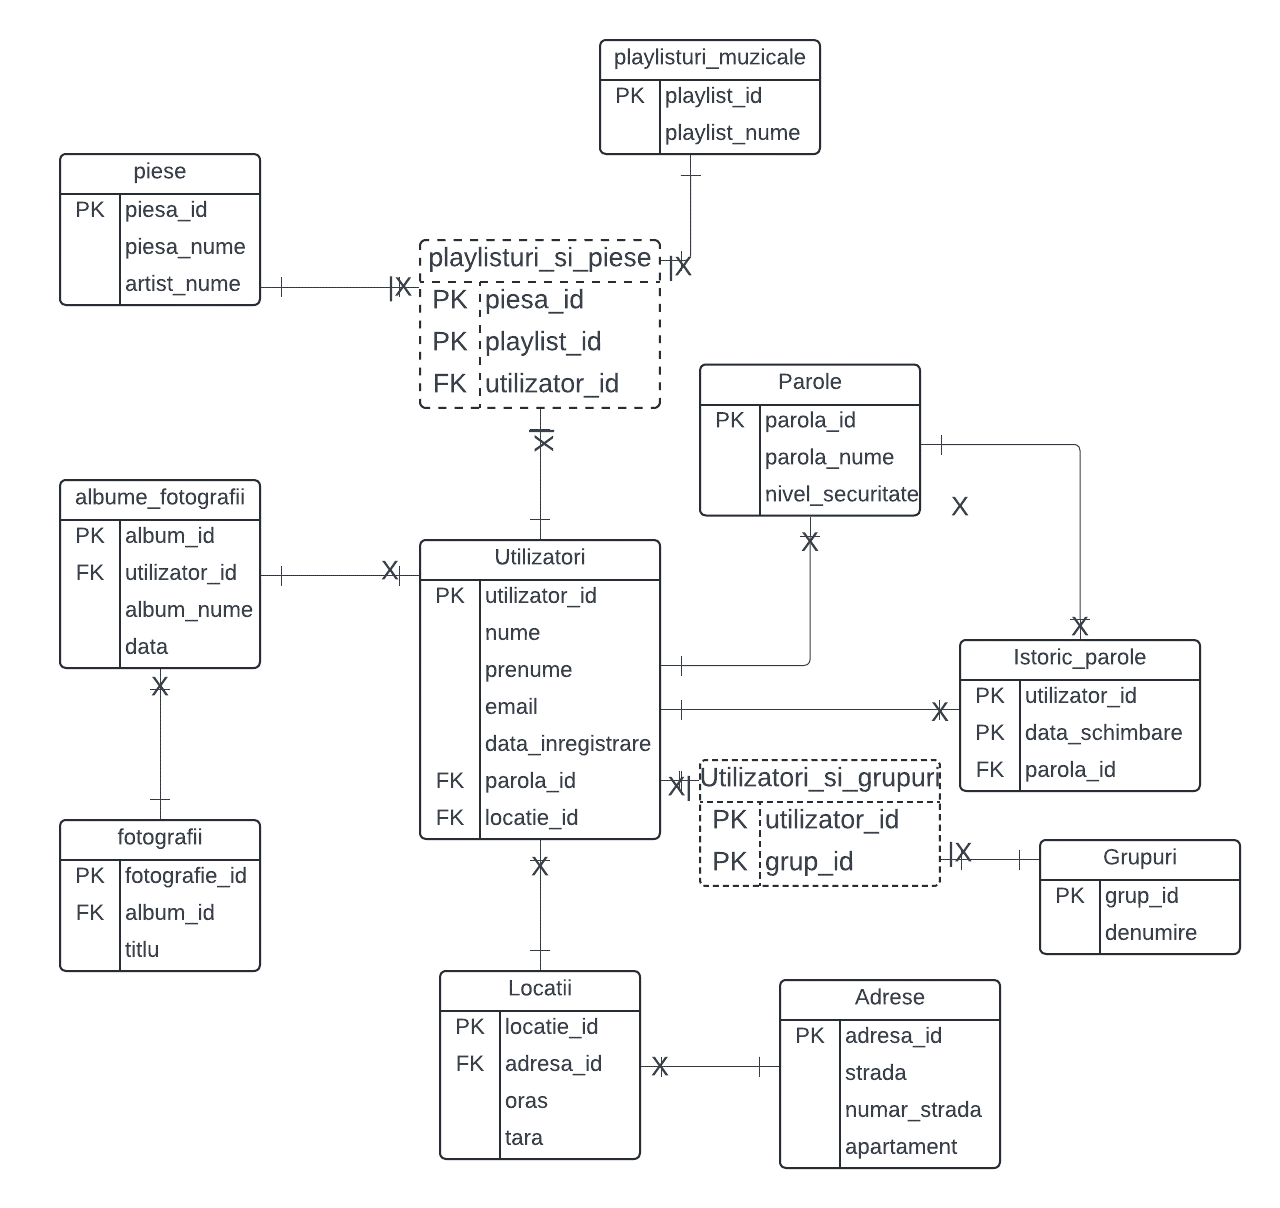 playlisturi_muzicale
PK playlist_id
playlist_nume
piese
PK piesa_id
piesa_nume
artist_nume
playlisturi_si_piese
PK piesa_id
PK playlist_id
FK utilizator_id
|X
|X
X
Parole
PK parola_id
parola_nume
nivel_securitate
X
X
albume_fotografii
PK album_id
FK utilizator_id
album_nume
data
X
X
Utilizatori
PK utilizator_id
nume
prenume
email
data_inregistrare
FK parola_id
FK locatie_id
X
Istoric_parole
PK utilizator_id
PK data_schimbare
FK parola_id
X
X|
Utilizatori_si_grupuri
PK utilizator_id
PK grup_id
|X
fotografii
PK fotografie_id
FK album_id
titlu
Grupuri
PK grup_id
denumire
X
Locatii
PK locatie_id
FK adresa_id
oras
tara
X
Adrese
PK adresa_id
strada
numar_strada
apartament